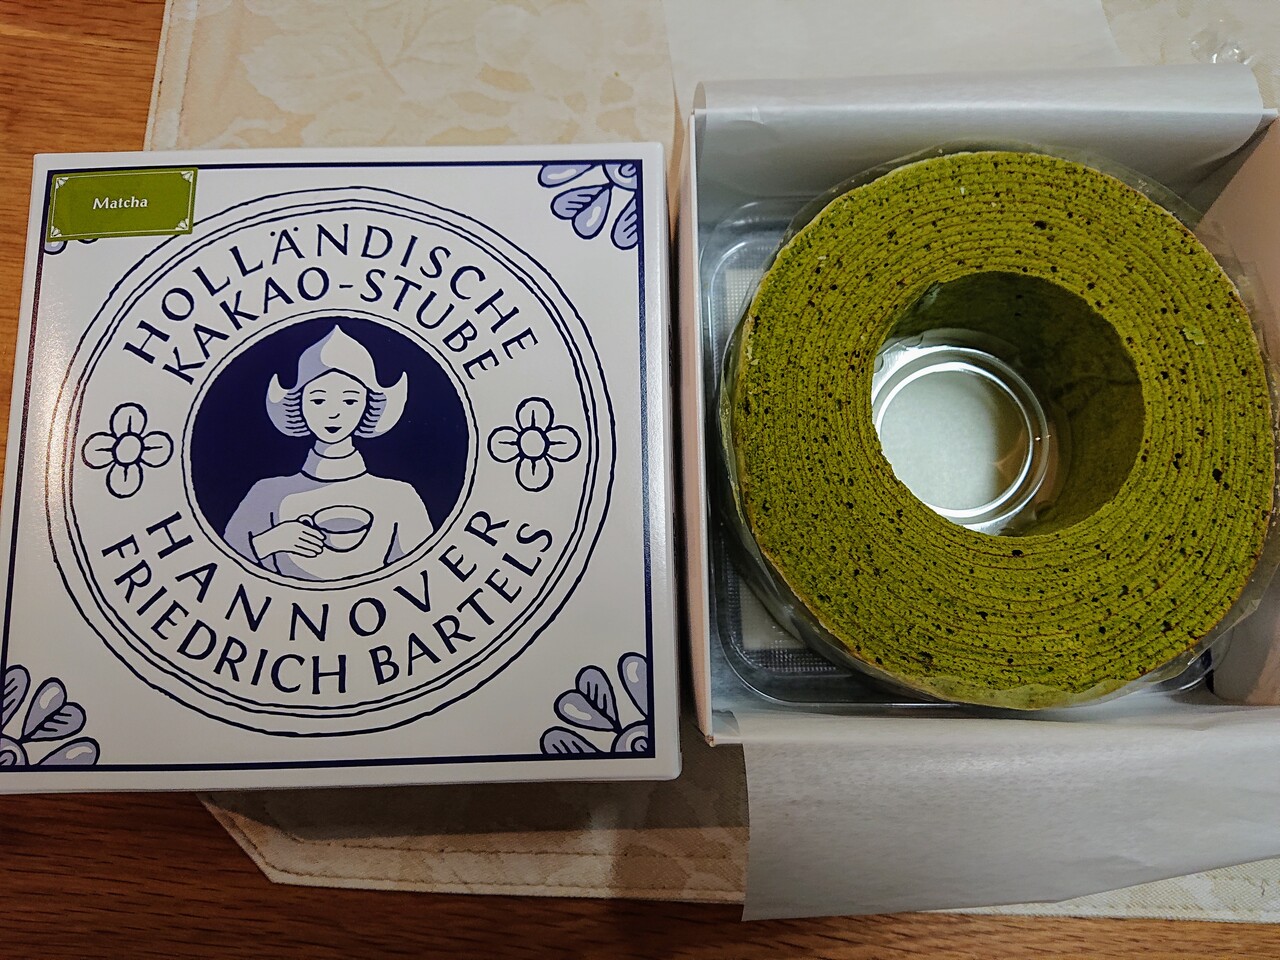 Matcha
HOLLÄNDISCHE
KAKAO-STUBE
HANNOVER
FRIEDRICH BARTELS